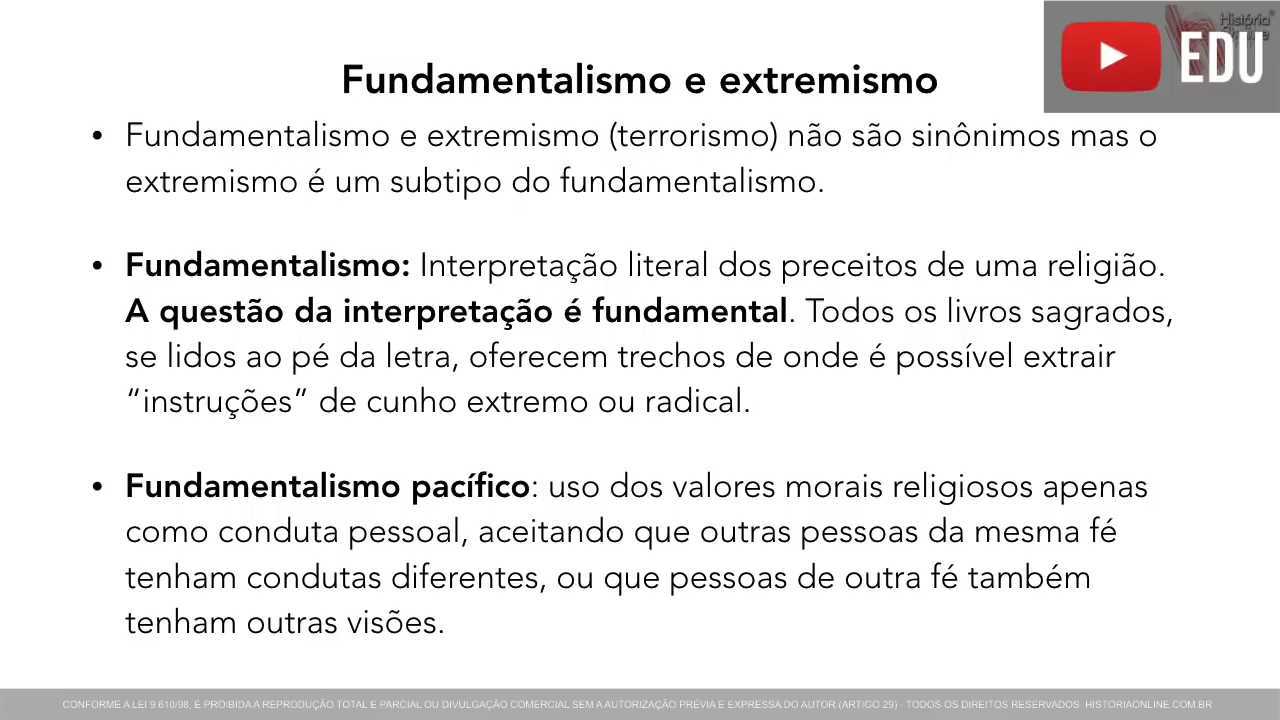 História
Online
EDU
Fundamentalismo e extremismo
• Fundamentalismo e extremismo (terrorismo) não são sinônimos mas o
extremismo é um subtipo do fundamentalismo.
• Fundamentalismo: Interpretação literal dos preceitos de uma religião.
A questão da interpretação é fundamental. Todos os livros sagrados,
se lidos ao pé da letra, oferecem trechos de onde é possível extrair
“instruções” de cunho extremo ou radical.
• Fundamentalismo pacífico: uso dos valores morais religiosos apenas
como conduta pessoal, aceitando que outras pessoas da mesma fé
tenham condutas diferentes, ou que pessoas de outra fé também
tenham outras visões.
CONFORME A LEI 9.610/98, É PROIBIDA A REPRODUÇÃO TOTAL E PARCIAL OU DIVULGAÇÃO COMERCIAL SEM A AUTORIZAÇÃO PRÉVIA E EXPRESSA DO AUTOR (ARTIGO 29) - TODOS OS DIREITOS RESERVADOS HISTORIAONLINE.COM.BR